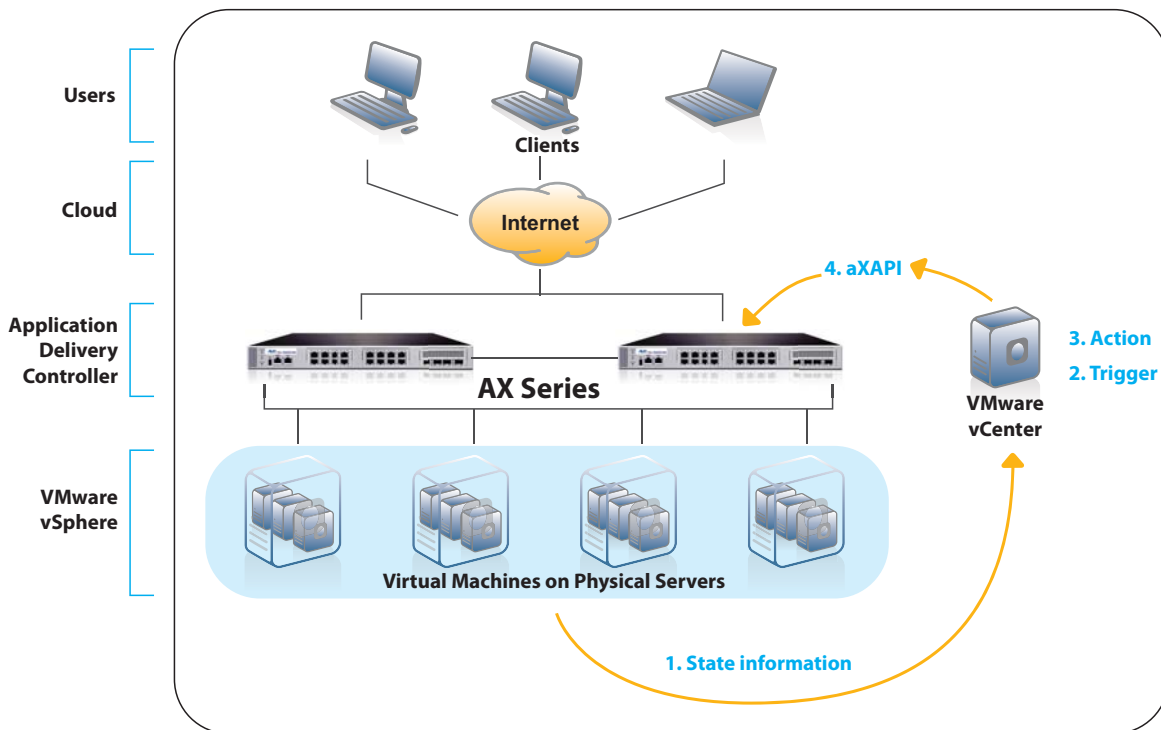 Users
Clients
Cloud
Internet
4. aXAPI
Application
Delivery
Controller
3. Action
2. Trigger
AX Series
VMware
vCenter
VMware
vSphere
Virtual Machines on Physical Servers
1. State information